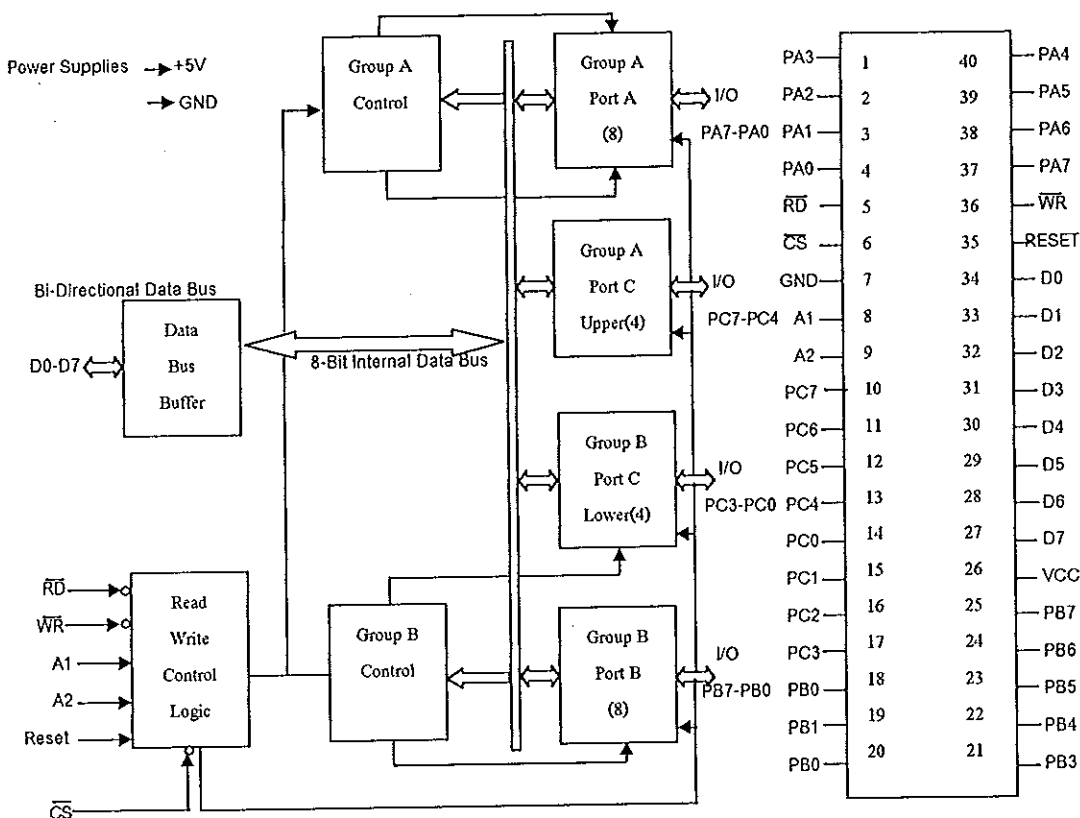 Power Supplies
+5V
GND
Group A
Control
Group A
Port A
(8)
I/O
PA7-PA0
Group A
Port C
Upper(4)
I/O
PC7-PC4
Bi-Directional Data Bus
Data
Bus
Buffer
D0-D7
8-Bit Internal Data Bus
Group B
Port C
Lower(4)
I/O
PC3-PC0
R̅D̅
W̅R̅
A1
A2
Reset
C̅S̅
Read
Write
Control
Logic
Group B
Control
Group B
Port B
(8)
I/O
PB7-PB0
PA3 1 40 PA4
PA2 2 39 PA5
PA1 3 38 PA6
PA0 4 37 PA7
R̅D̅ 5 36 W̅R̅
C̅S̅ 6 35 RESET
GND 7 34 D0
A1 8 33 D1
A2 9 32 D2
PC7 10 31 D3
PC6 11 30 D4
PC5 12 29 D5
PC4 13 28 D6
PC0 14 27 D7
PC1 15 26 VCC
PC2 16 25 PB7
PC3 17 24 PB6
PB0 18 23 PB5
PB1 19 22 PB4
PB0 20 21 PB3